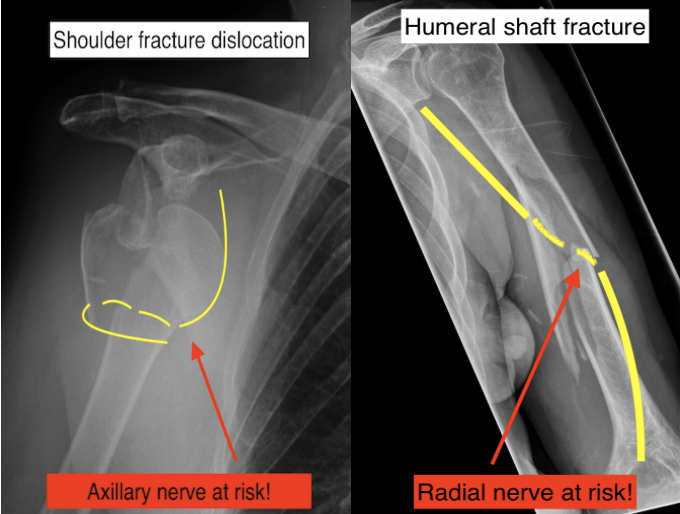 Shoulder fracture dislocation
Humeral shaft fracture
Axillary nerve at risk!
Radial nerve at risk!